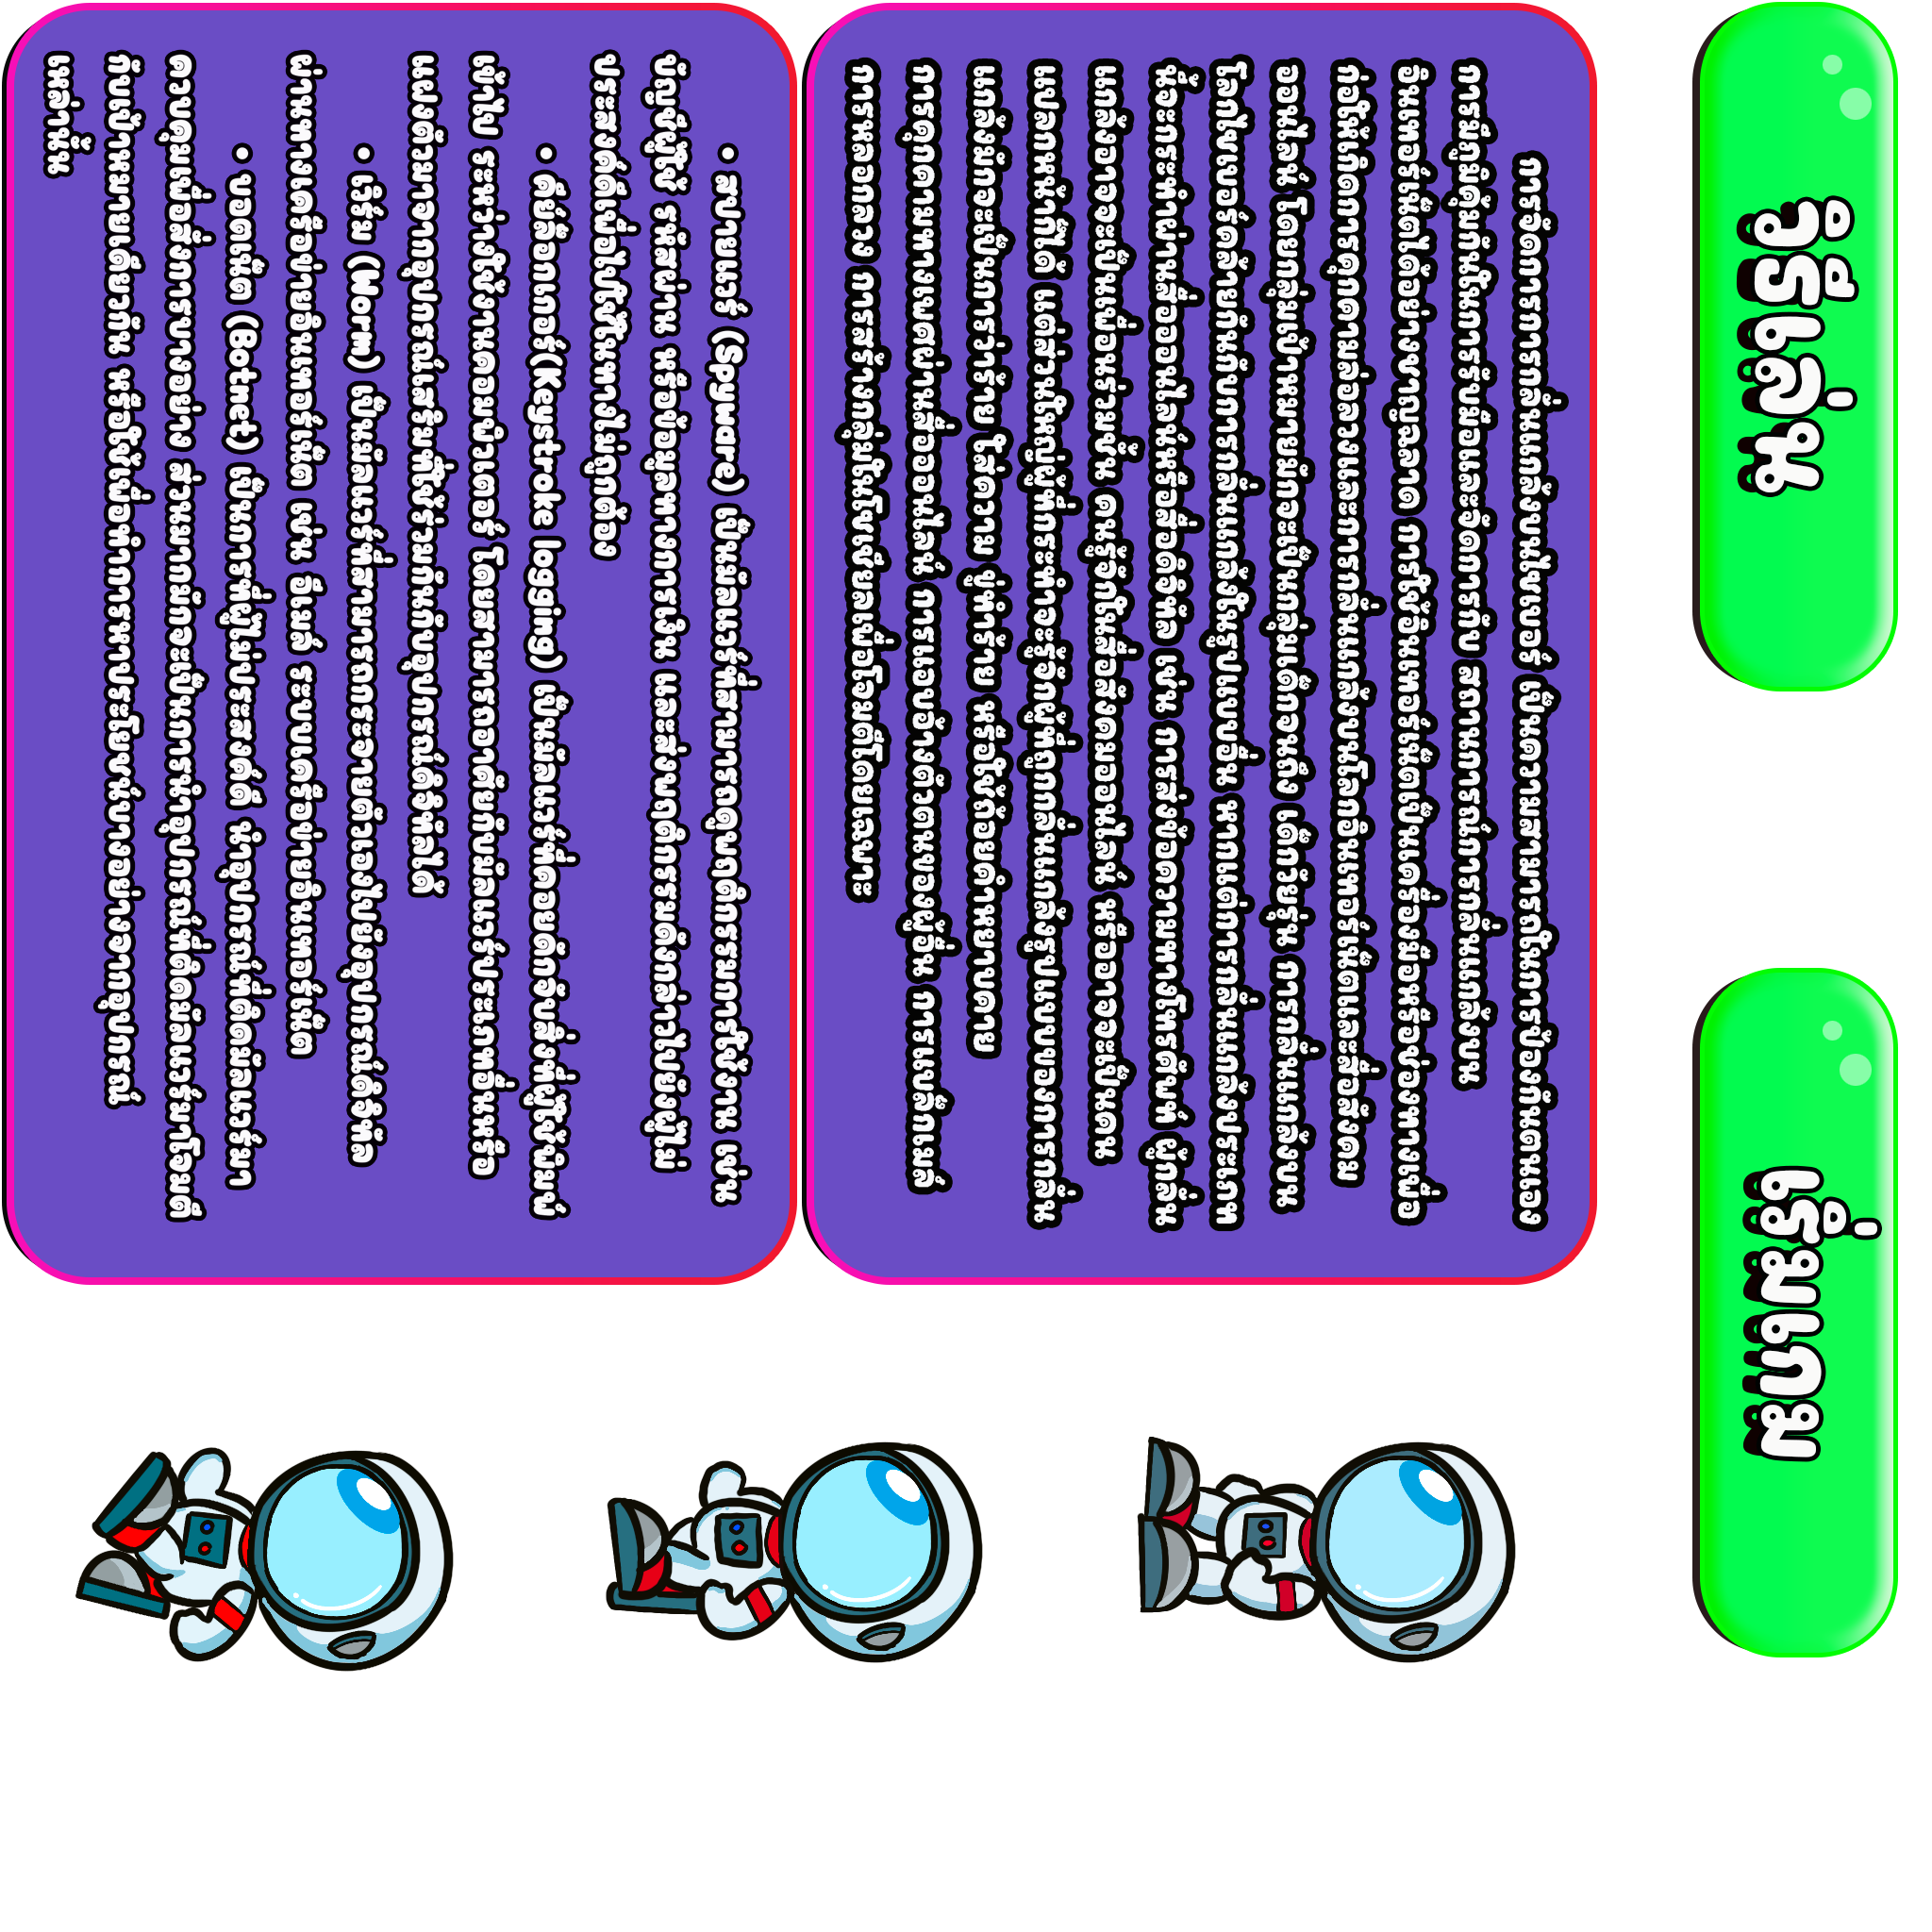 วิธีเล่น
เริ่มเกม
การจัดการการกลั่นแกล้งบนไซเบอร์ เป็นความสามารถในการป้องกันตนเอง
การมีภูมิคุ้มกันในการรับมือและจัดการกับ สถานการณ์การกลั่นแกล้งบน
อินเทอร์เน็ตได้อย่างชาญฉลาด การใช้อินเทอร์เน็ตเป็นเครื่องมือหรือช่องทางเพื่อ
ก่อให้เกิดการคุกคามล่อลวงและการกลั่นแกล้งบนโลกอินเทอร์เน็ตและสื่อสังคม
ออนไลน์ โดยกลุ่มเป้าหมายมักจะเป็นกลุ่มเด็กจนถึง เด็กวัยรุ่น การกลั่นแกล้งบน
โลกไซเบอร์คล้ายกันกับการกลั่นแกล้งในรูปแบบอื่น หากแต่การกลั่นแกล้งประเภท
นี้จะกระทำผ่านสื่อออนไลน์หรือสื่อดิจิทัล เช่น การส่งข้อความทางโทรศัพท์ ผู้กลั่น
แกล้งอาจจะเป็นเพื่อนร่วมชั้น คนรู้จักในสื่อสังคมออนไลน์ หรืออาจจะเป็นคน
แปลกหน้าก็ได้ แต่ส่วนใหญ่ผู้ที่กระทำจะรู้จักผู้ที่ถูกกลั่นแกล้งรูปแบบของการกลั่น
แกล้งมักจะเป็นการว่าร้าย ใส่ความ ขู่ทำร้าย หรือใช้ถ้อยคำหยาบคาย
การคุกคามทางเพศผ่านสื่อออนไลน์ การแอบอ้างตัวตนของผู้อื่น การแบล็กเมล์
การหลอกลวง การสร้างกลุ่มในโซเชียลเพื่อโจมตีโดยเฉพาะ
• สปายแวร์ (Spyware) เป็นมัลแวร์ที่สามารถดูพฤติกรรมการใช้งาน เช่น
บัญชีผู้ใช้ รหัสผ่าน หรือข้อมูลทางการเงิน และส่งพฤติกรรมดังกล่าวไปยังผู้ไม่
ประสงค์ดีเพื่อไปใช้ในทางไม่ถูกต้อง
• คีย์ล็อกเกอร์(Keystroke logging) เป็นมัลแวร์ที่คอยบดักจับสิ่งที่ผู้ใช้พิมพ์
เข้าไป ระหว่างใช้งานคอมพิวเตอร์ โดยสามารถอาศัยกับมัลแวร์ประเภทอื่นหรือ
แฝงตัวมาจากอุปกรณ์เสริมที่ใช้ร่วมกันกับอุปกรณ์ดิจิทัลได้
• เวิร์ม (Worm) เป็นมัลแวร์ที่สามารถกระจายตัวเองไปยังอุปกรณ์ดิจิทัล
ผ่านทางเครือข่ายอินเทอร์เน็ต เช่น อีเมล์ ระบบเครือข่ายอินเทอร์เน็ต
• บอตเน็ต (Botnet) เป็นการที่ผู้ไม่ประสงค์ดี นำอุปกรณ์ที่ติดมัลแวร์มา
ควบคุมเพื่อสั่งการบางอย่าง ส่วนมากมักจะเป็นการนำอุปกรณ์ที่ติดมัลแวร์มาโจมตี
กับเป้าหมายเดียวกัน หรือใช้เพื่อทำการหาประโยชน์บางอย่างจากอุปกรณ์
เหล่านั้น